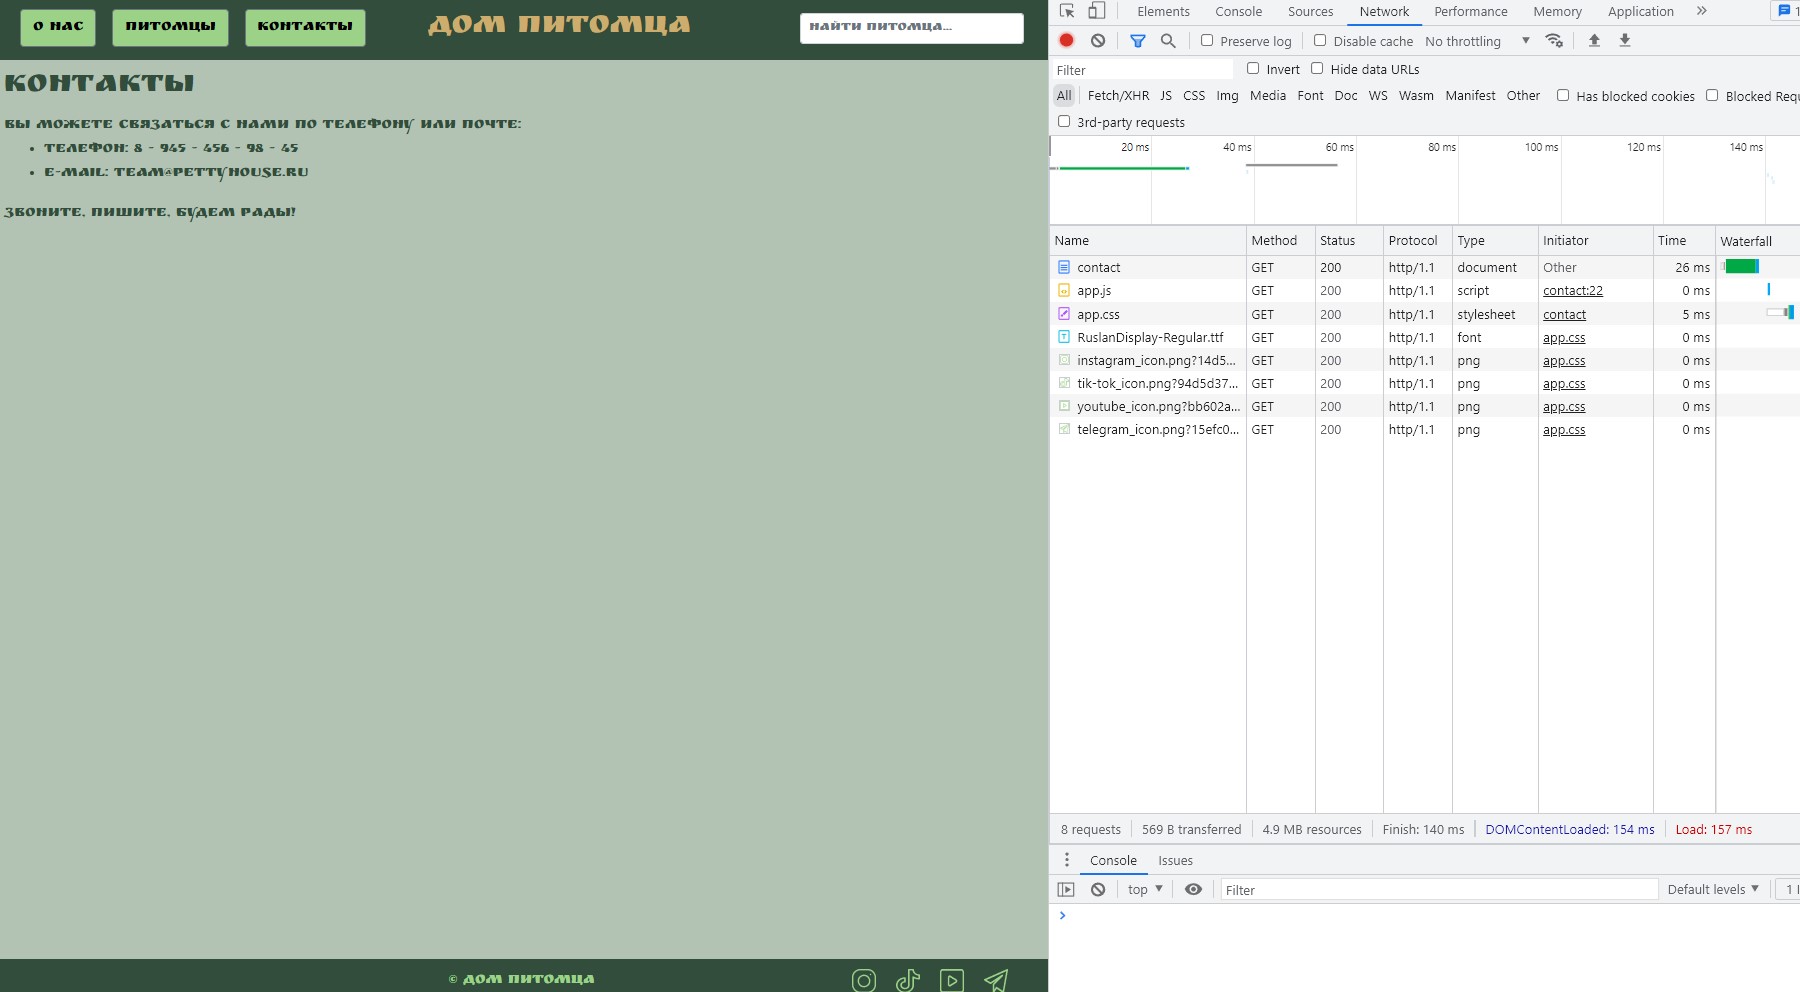 О НАС
ПИТОМЦЫ
КОНТАКТЫ
ДОМ ПИТОМЦА
НАЙТИ ПИТОМЦА...
КОНТАКТЫ
ВЫ МОЖЕТЕ СВЯЗАТЬСЯ С НАМИ ПО ТЕЛЕФОНУ ИЛИ ПОЧТЕ:
• ТЕЛЕФОН: 8 - 945 - 456 - 98 - 45
• E-MAIL: TEAM@PETTYHOUSE.RU
ЗВОНИТЕ, ПИШИТЕ, БУДЕМ РАДЫ!
© ДОМ ПИТОМЦА
Elements Console Sources Network Performance Memory Application » 1
Preserve log Disable cache No throttling
Filter Invert Hide data URLs
All Fetch/XHR JS CSS Img Media Font Doc WS Wasm Manifest Other Has blocked cookies Blocked Requ
3rd-party requests
20 ms 40 ms 60 ms 80 ms 100 ms 120 ms 140 ms
Name Method Status Protocol Type Initiator Time Waterfall
contact GET 200 http/1.1 document Other 26 ms
app.js GET 200 http/1.1 script contact:22 0 ms
app.css GET 200 http/1.1 stylesheet contact 5 ms
RuslanDisplay-Regular.ttf GET 200 http/1.1 font app.css 0 ms
instagram_icon.png?14d5... GET 200 http/1.1 png app.css 0 ms
tik-tok_icon.png?94d5d37... GET 200 http/1.1 png app.css 0 ms
youtube_icon.png?bb602a... GET 200 http/1.1 png app.css 0 ms
telegram_icon.png?15efc0... GET 200 http/1.1 png app.css 0 ms
8 requests 569 B transferred 4.9 MB resources Finish: 140 ms DOMContentLoaded: 154 ms Load: 157 ms
Console Issues
top Filter Default levels 1